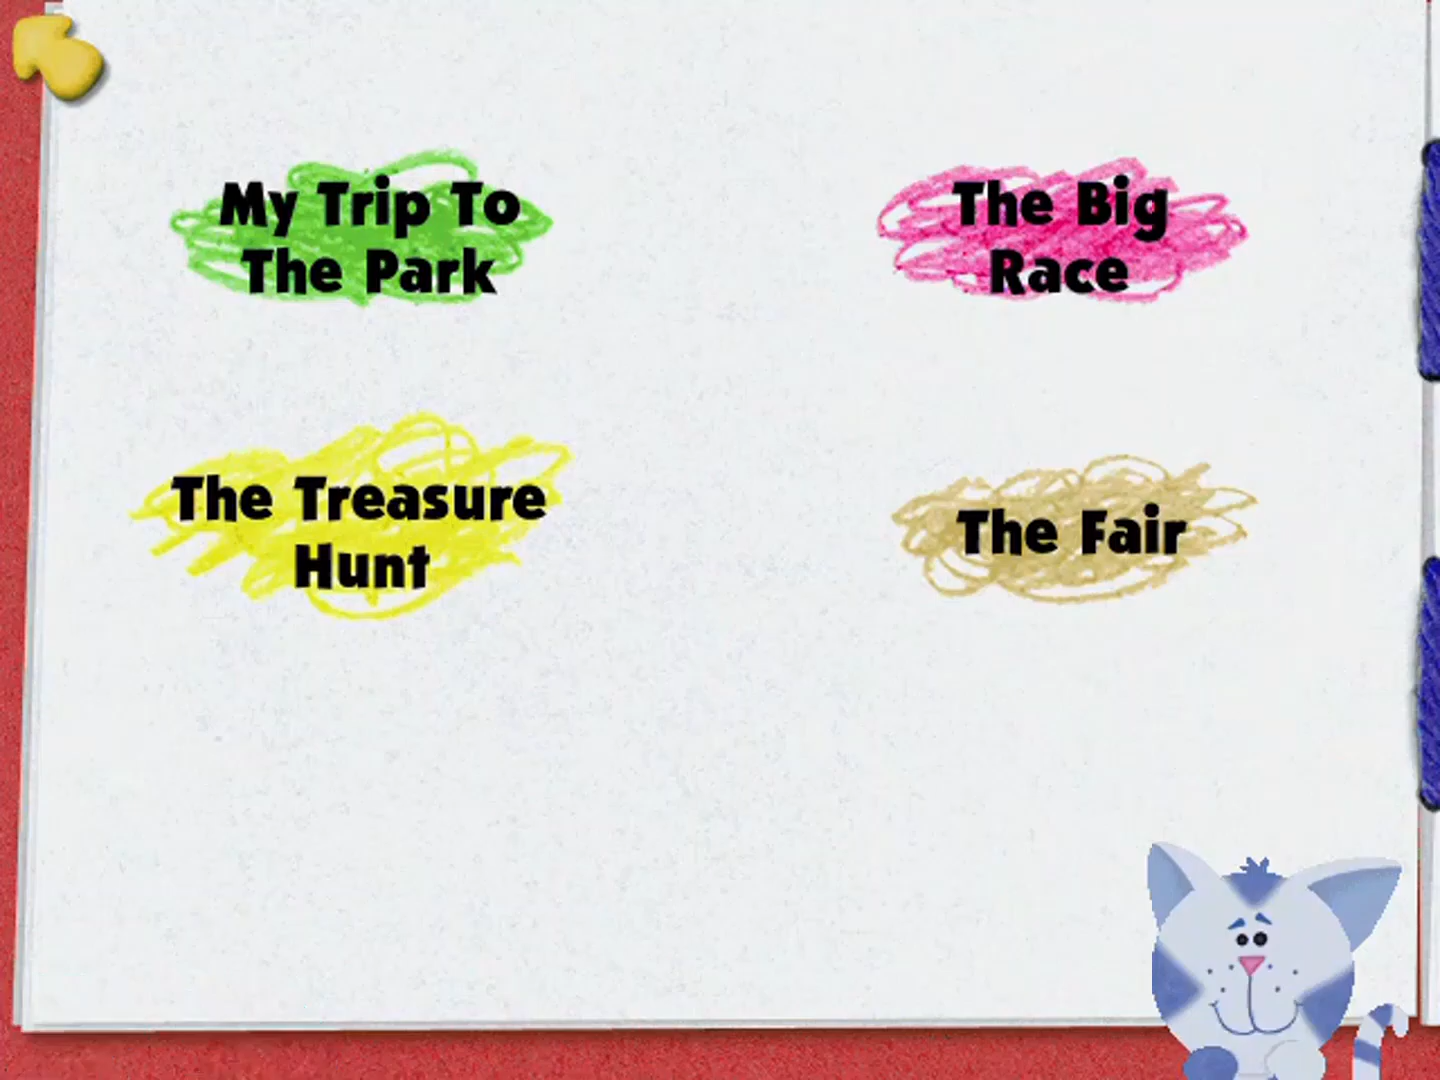 My Trip To
The Park
The Big
Race
The Treasure
Hunt
The Fair